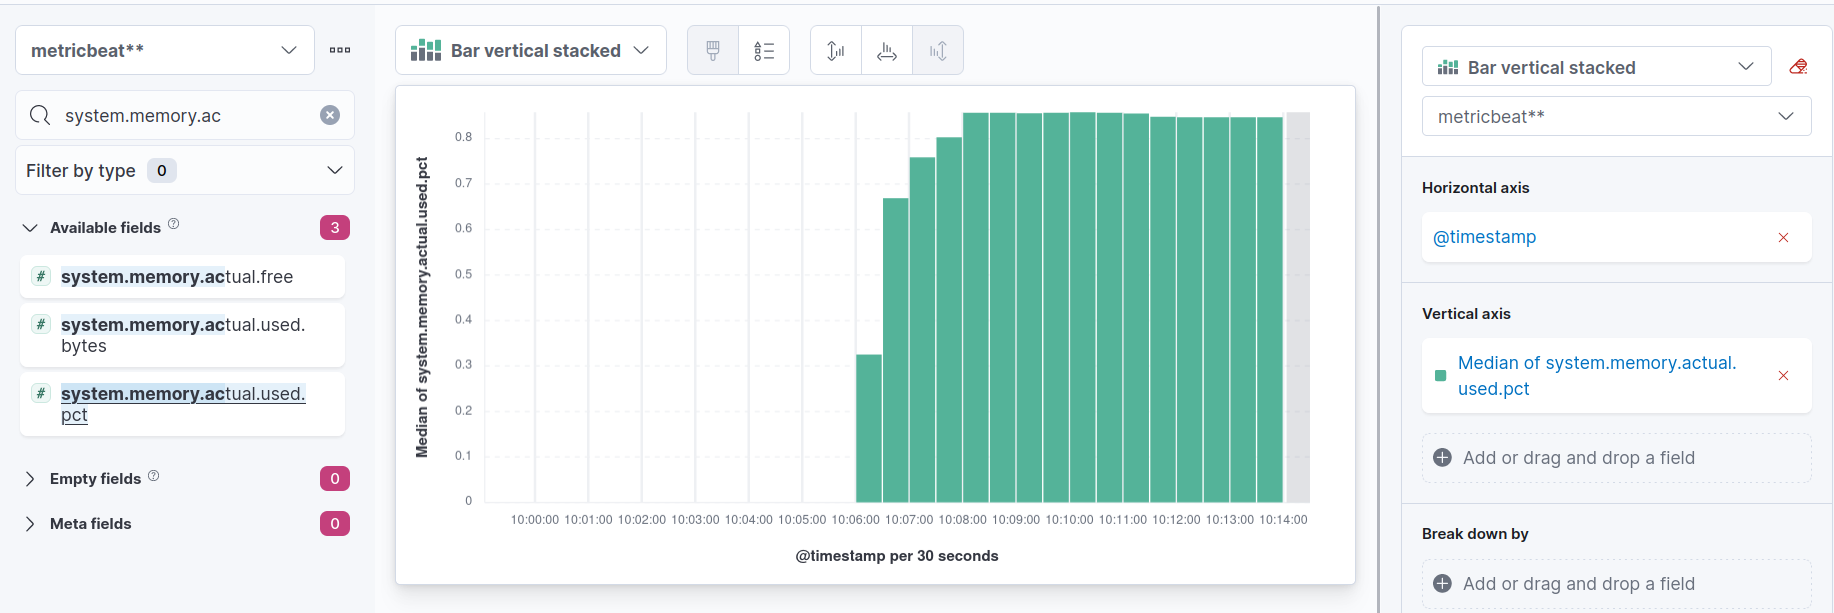 metricbeat**
system.memory.ac
Filter by type 0
Available fields 3
# system.memory.actual.free
# system.memory.actual.used.
bytes
# system.memory.actual.used.
pct
Empty fields 0
Meta fields 0
Bar vertical stacked
Median of system.memory.actual.used.pct
0.8
0.7
0.6
0.5
0.4
0.3
0.2
0.1
0
10:00:00 10:01:00 10:02:00 10:03:00 10:04:00 10:05:00 10:06:00 10:07:00 10:08:00 10:09:00 10:10:00 10:11:00 10:12:00 10:13:00 10:14:00
@timestamp per 30 seconds
Bar vertical stacked
metricbeat**
Horizontal axis
@timestamp
Vertical axis
Median of system.memory.actual.
used.pct
Add or drag and drop a field
Break down by
Add or drag and drop a field